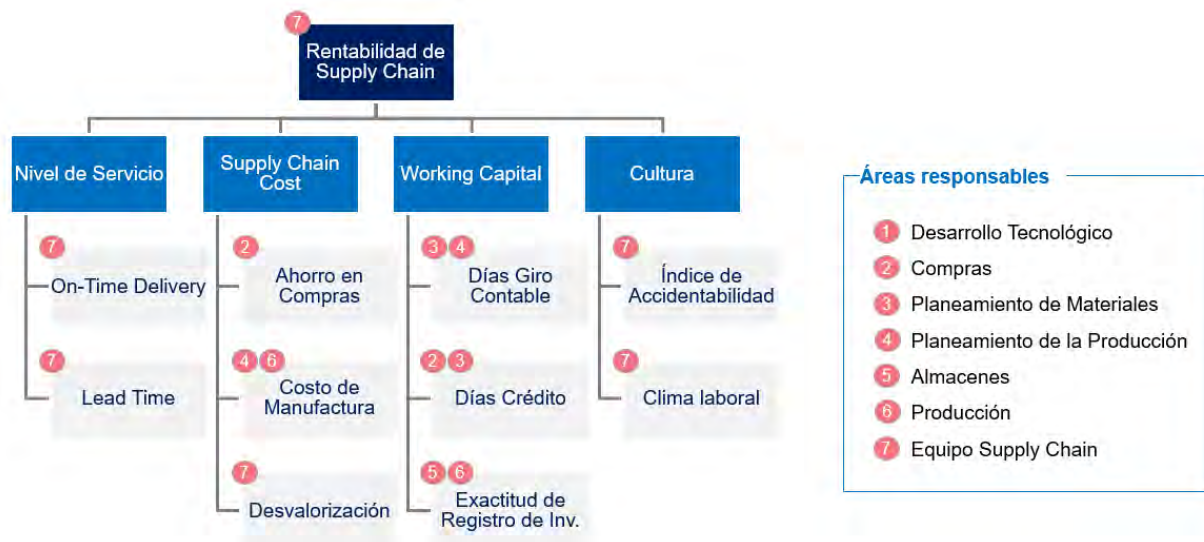 7
Rentabilidad de
Supply Chain
Nivel de Servicio
Supply Chain
Cost
Working Capital
Cultura
7
On-Time Delivery
7
Lead Time
2
Ahorro en
Compras
4 6
Costo de
Manufactura
7
Desvalorización
3 4
Días Giro
Contable
2 3
Días Crédito
5 6
Exactitud de
Registro de Inv.
7
Índice de
Accidentabilidad
7
Clima laboral
Áreas responsables
1 Desarrollo Tecnológico
2 Compras
3 Planeamiento de Materiales
4 Planeamiento de la Producción
5 Almacenes
6 Producción
7 Equipo Supply Chain